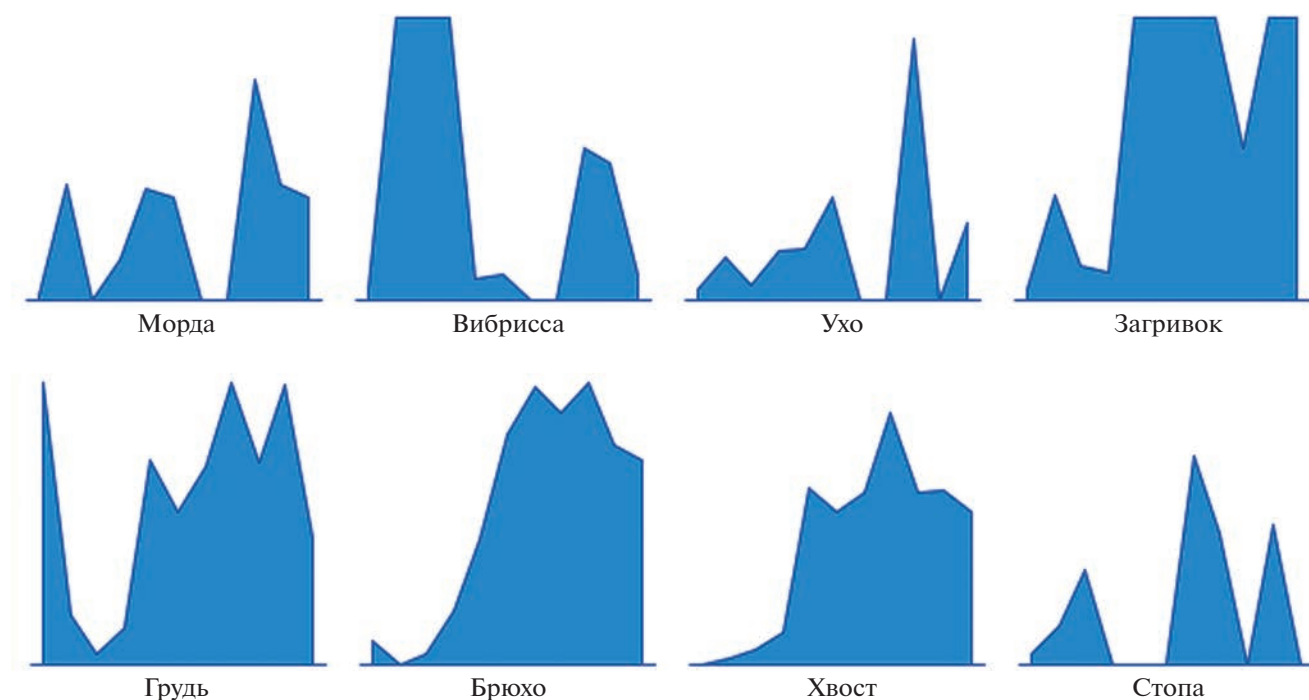 Морда
Вибрисса
Ухо
Загривок
Грудь
Брюхо
Хвост
Стопа